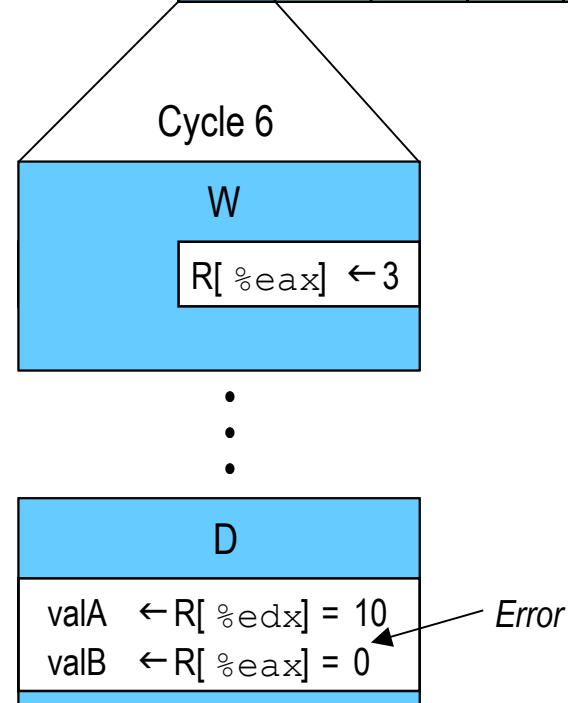 Cycle 6
W
R[ %eax] ←3
•
•
•
D
valA ←R[ %edx] = 10
valB ←R[ %eax] = 0
Error